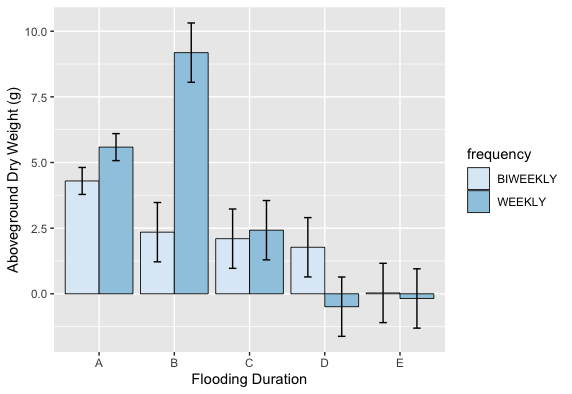 Aboveground Dry Weight (g)
10.0
7.5
5.0
2.5
0.0
A B C D E
Flooding Duration
frequency
BIWEEKLY
WEEKLY